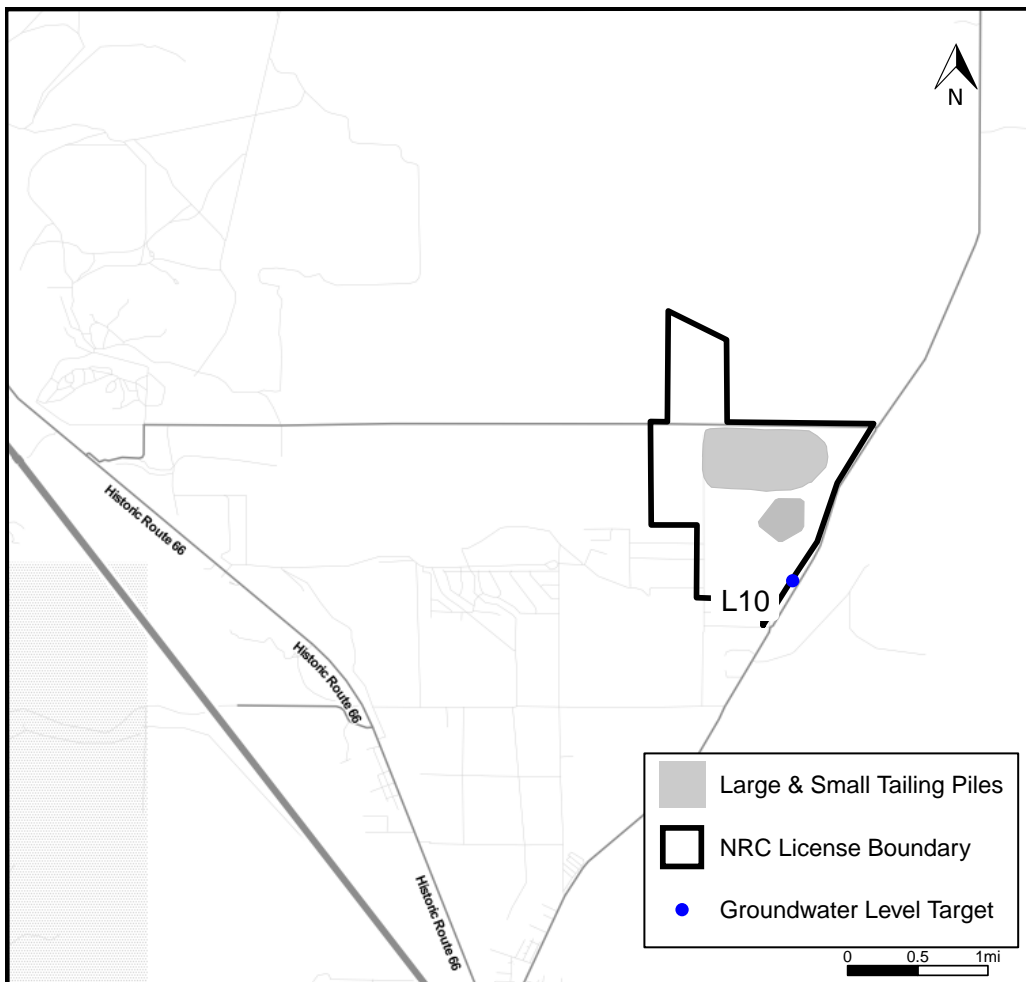 N
Historic Route 66
L10
Historic Route 66
Large & Small Tailing Piles
NRC License Boundary
Historic Route 66
Groundwater Level Target
0 0.5 1mi